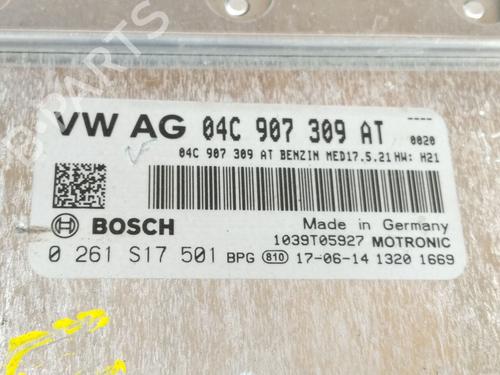 VW AG 04C 907 309 AT
----
0020
04C 907 309 AT BENZIN MED17.5.21 HW: H21
BOSCH
Made in Germany
1039T05927 MOTRONIC
0 261 S17 501 BPG 810 17-06-14 1320 1669
B-PARTS